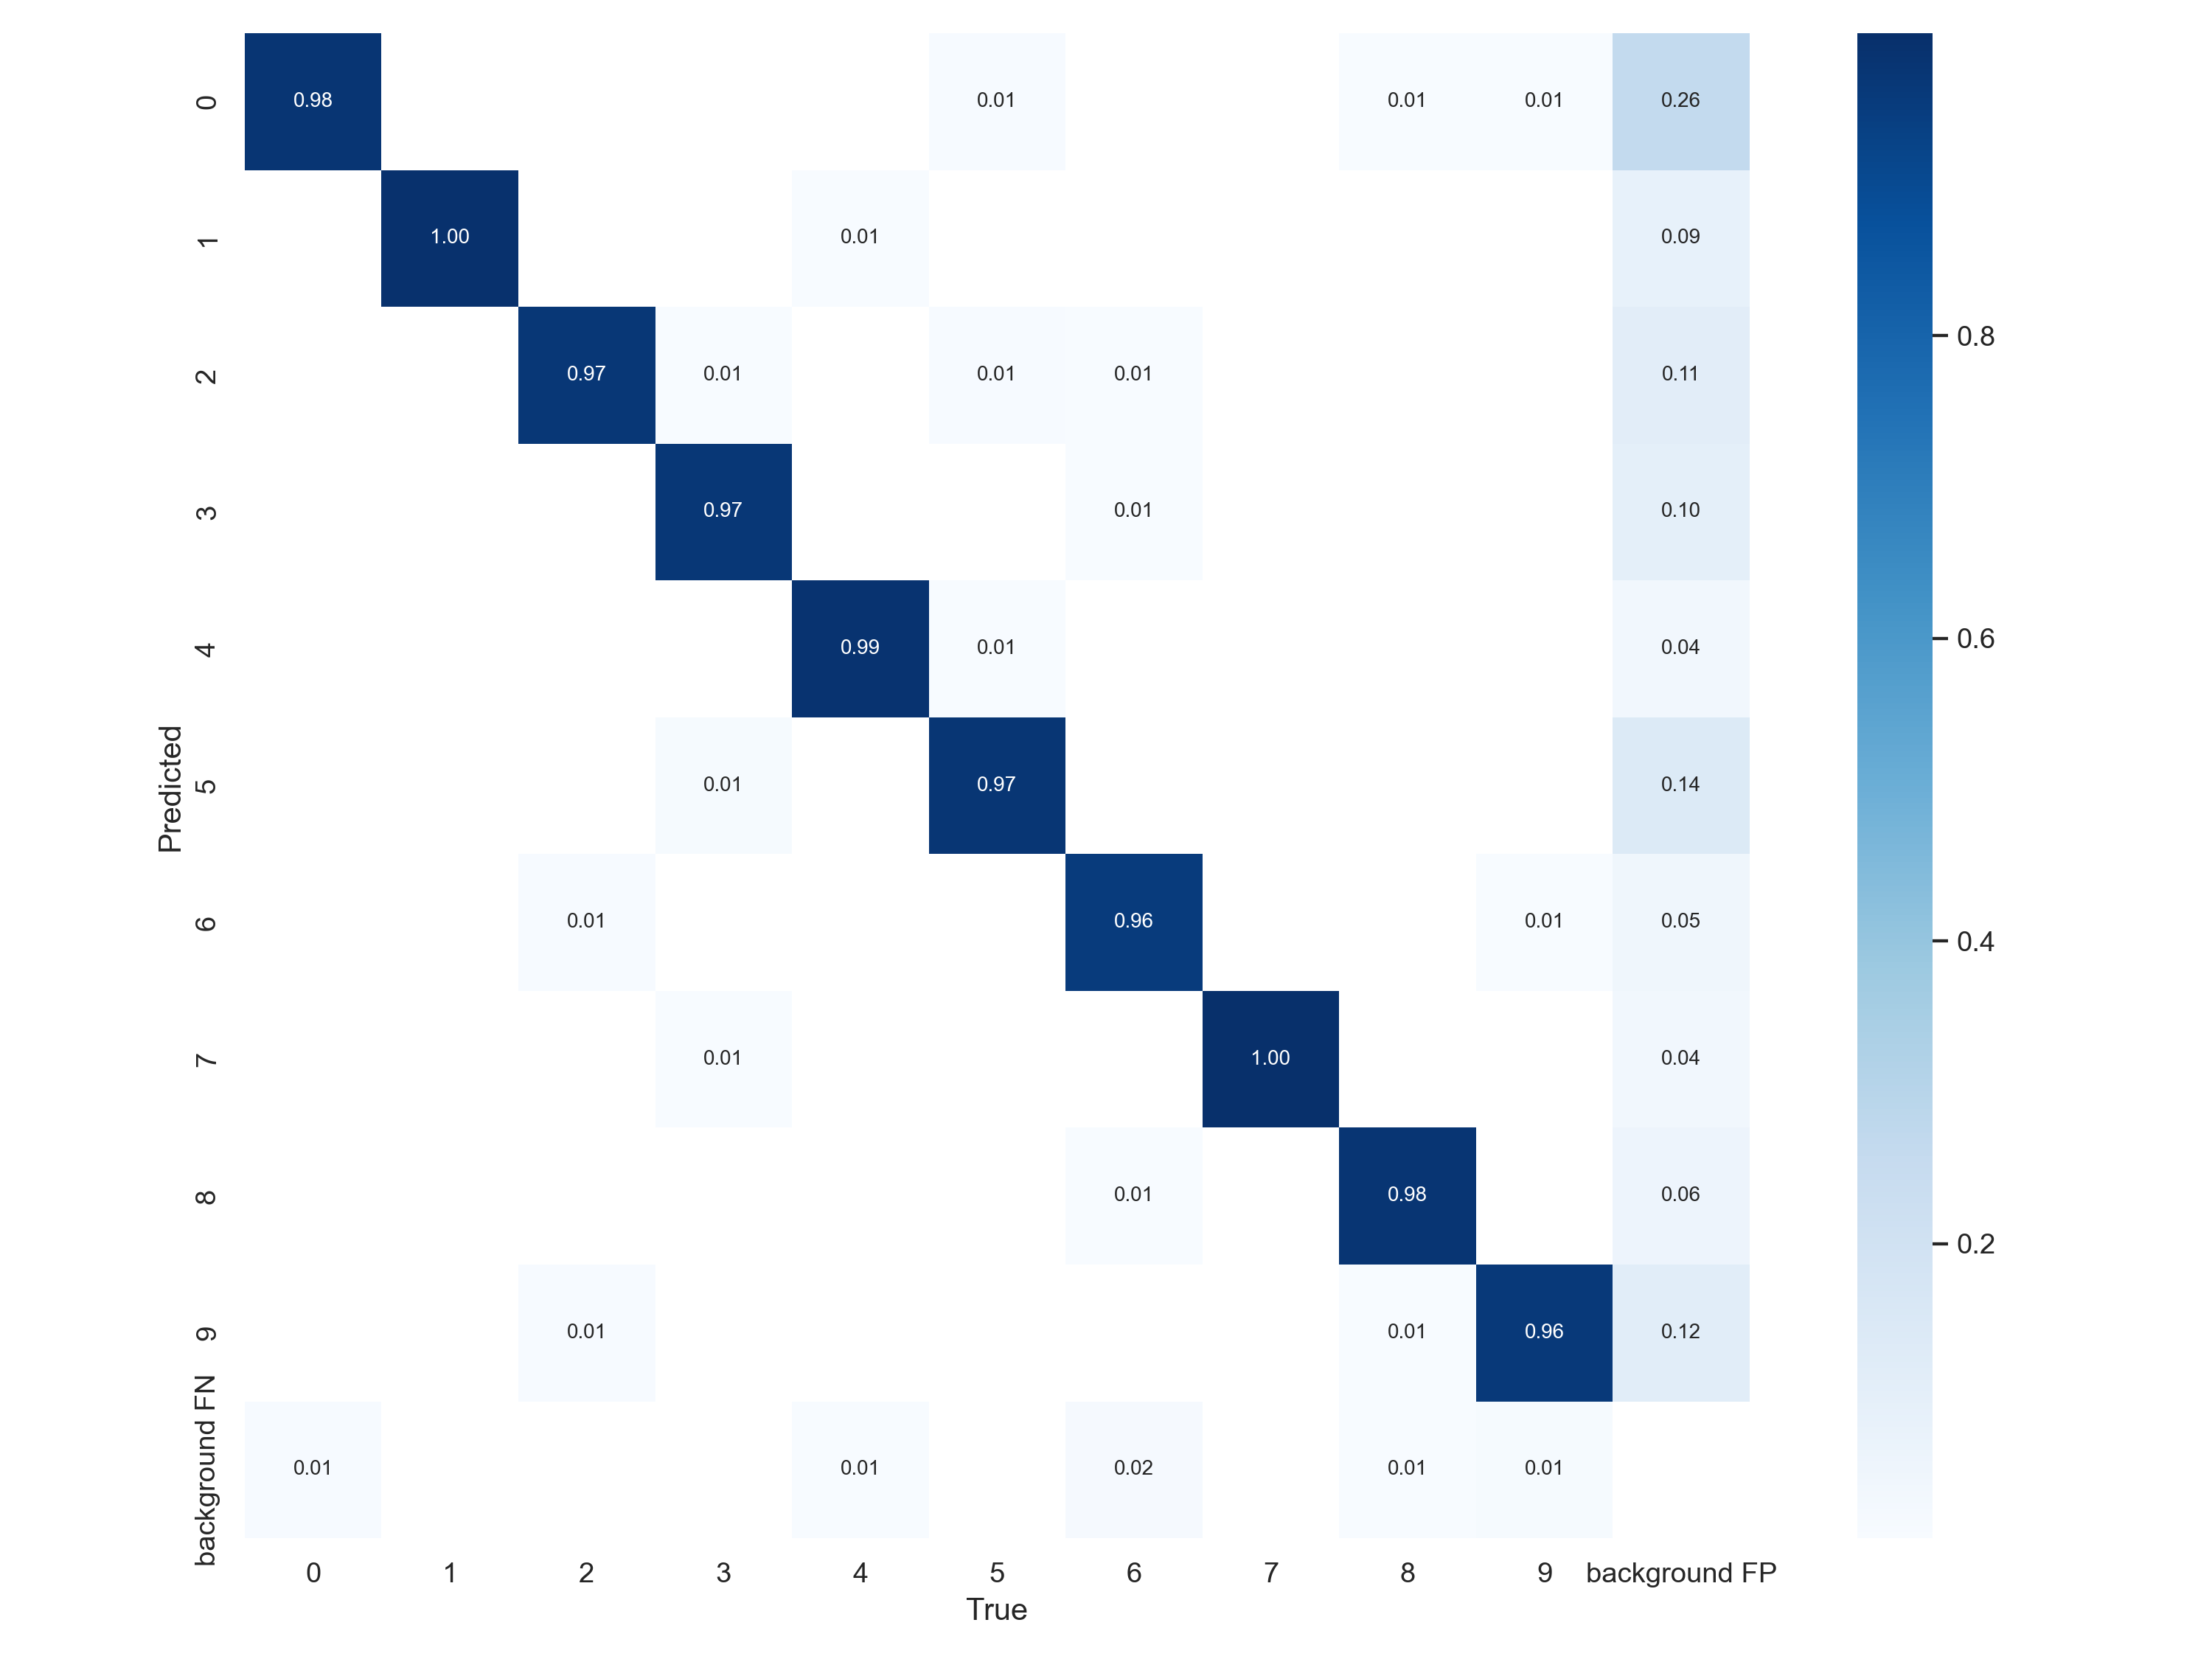 0 0.98 0.01 0.01 0.01 0.26
1 1.00 0.01 0.09
2 0.97 0.01 0.01 0.01 0.11
3 0.97 0.01 0.10
4 0.99 0.01 0.04
5 0.01 0.97 0.14
6 0.01 0.96 0.01 0.05
7 0.01 1.00 0.04
8 0.01 0.98 0.06
9 0.01 0.01 0.96 0.12
background FN 0.01 0.01 0.02 0.01 0.01
0 1 2 3 4 5 6 7 8 9 background FP
True
Predicted
0.8
0.6
0.4
0.2